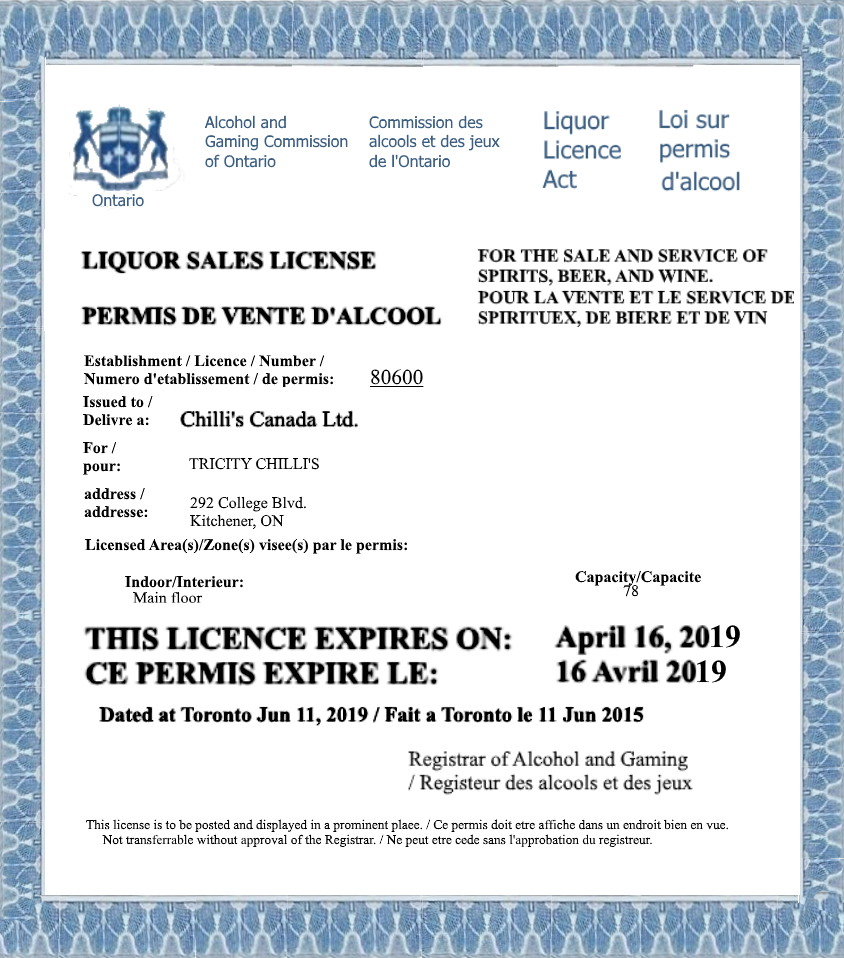 Alcohol and
Gaming Commission
of Ontario
Commission des
alcools et des jeux
de l'Ontario
Liquor
Licence
Act
Loi sur
permis
d'alcool
Ontario
LIQUOR SALES LICENSE
PERMIS DE VENTE D'ALCOOL
FOR THE SALE AND SERVICE OF
SPIRITS, BEER, AND WINE.
POUR LA VENTE ET LE SERVICE DE
SPIRITUEX, DE BIERE ET DE VIN
Establishment / Licence / Number /
Numero d'etablissement / de permis: 80600
Issued to /
Delivre a: Chilli's Canada Ltd.
For /
pour: TRICITY CHILLI'S
address /
addresse: 292 College Blvd.
Kitchener, ON
Licensed Area(s)/Zone(s) visee(s) par le permis:
Indoor/Interieur: Capacity/Capacite
Main floor 78
THIS LICENCE EXPIRES ON: April 16, 2019
CE PERMIS EXPIRE LE: 16 Avril 2019
Dated at Toronto Jun 11, 2019 / Fait a Toronto le 11 Jun 2015
Registrar of Alcohol and Gaming
/ Registeur des alcools et des jeux
This license is to be posted and displayed in a prominent place. / Ce permis doit etre affiche dans un endroit bien en vue.
Not transferrable without approval of the Registrar. / Ne peut etre cede sans l'approbation du registreur.